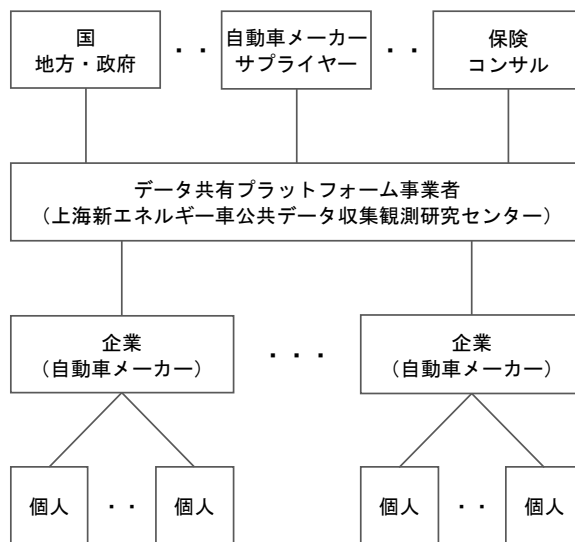 国
地方・政府
・・
自動車メーカー
サプライヤー
・・
保険
コンサル
データ共有プラットフォーム事業者
（上海新エネルギー車公共データ収集観測研究センター）
企業
（自動車メーカー）
・・・
企業
（自動車メーカー）
個人
・・
個人
個人
・・
個人